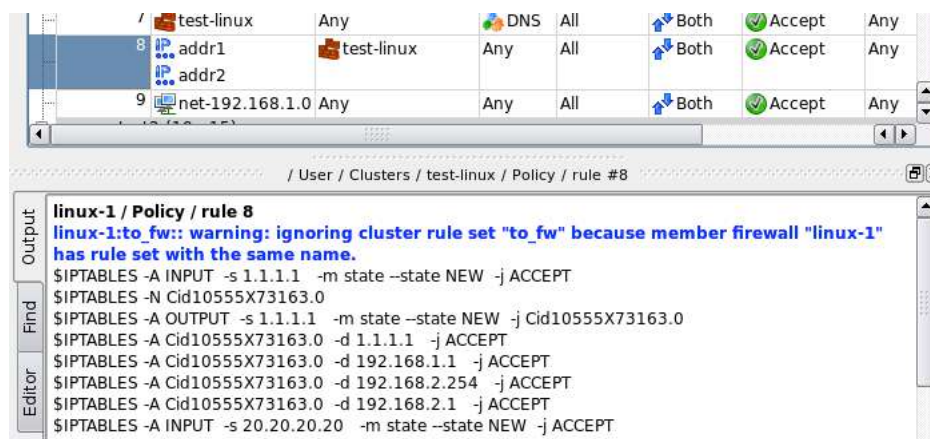 7 test-linux Any DNS All Both Accept Any
8 addr1 test-linux Any All Both Accept Any
addr2
9 net-192.168.1.0 Any Any All Both Accept Any
/ User / Clusters / test-linux / Policy / rule #8
Output
Find
Editor
linux-1 / Policy / rule 8
linux-1:to_fw:: warning: ignoring cluster rule set "to_fw" because member firewall "linux-1"
has rule set with the same name.
$IPTABLES -A INPUT -s 1.1.1.1 -m state --state NEW -j ACCEPT
$IPTABLES -N Cid10555X73163.0
$IPTABLES -A OUTPUT -s 1.1.1.1 -m state --state NEW -j Cid10555X73163.0
$IPTABLES -A Cid10555X73163.0 -d 1.1.1.1 -j ACCEPT
$IPTABLES -A Cid10555X73163.0 -d 192.168.1.1 -j ACCEPT
$IPTABLES -A Cid10555X73163.0 -d 192.168.2.254 -j ACCEPT
$IPTABLES -A Cid10555X73163.0 -d 192.168.2.1 -j ACCEPT
$IPTABLES -A INPUT -s 20.20.20.20 -m state --state NEW -j ACCEPT